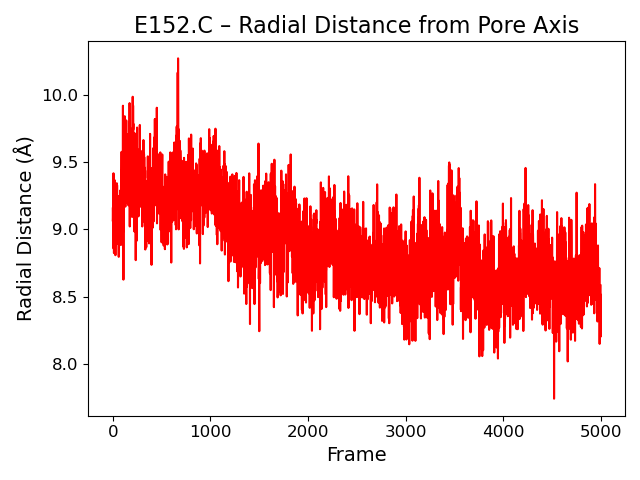 E152.C – Radial Distance from Pore Axis
Radial Distance (Å)
10.0
9.5
9.0
8.5
8.0
0 1000 2000 3000 4000 5000
Frame